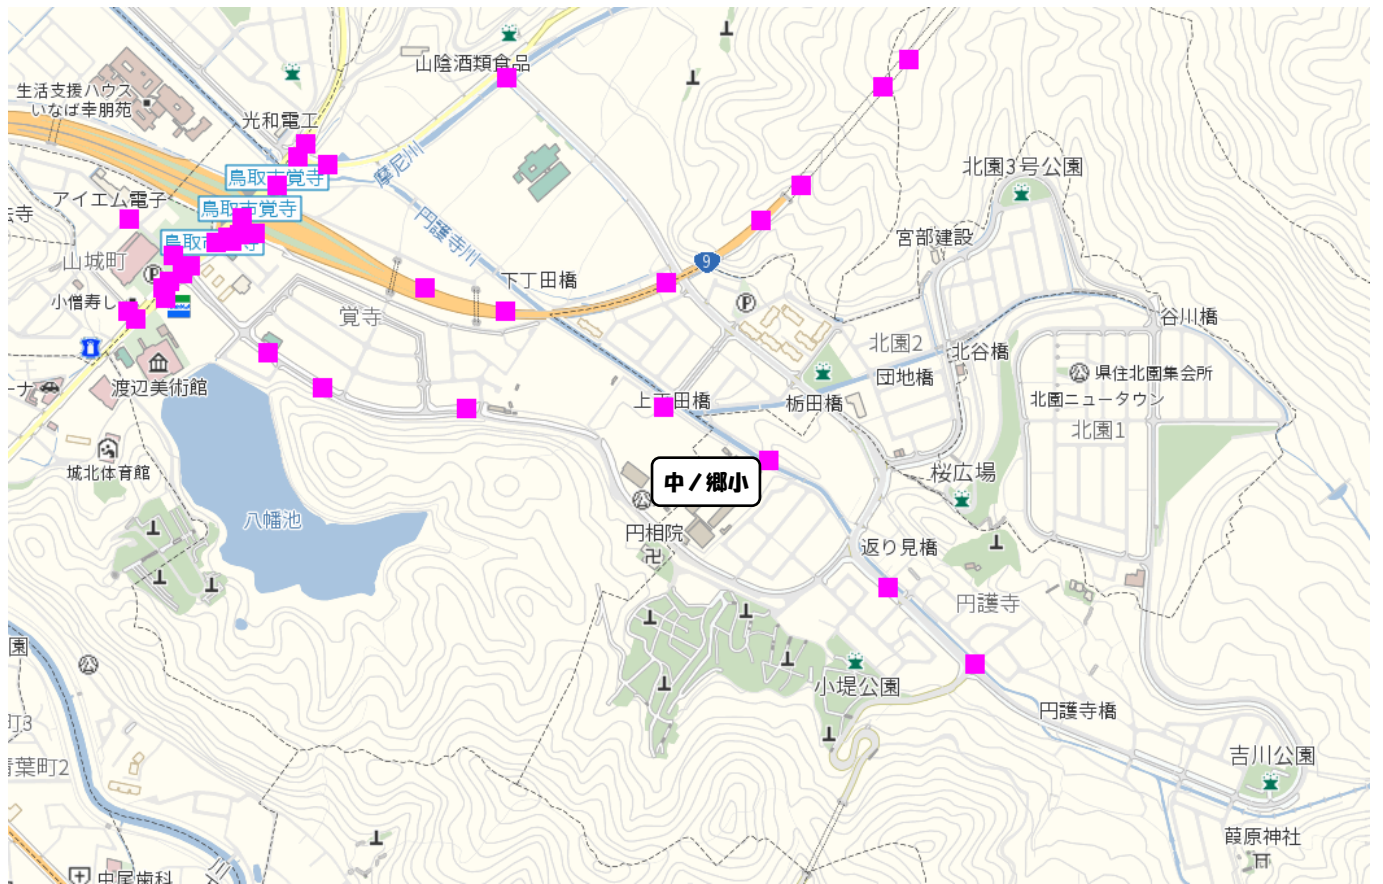 山陰酒類食品
生活支援ハウス
いなば幸朋苑
光和電工
摩尼川
北園3号公園
鳥取市覚寺
アイエム電子
鳥取市覚寺
円護寺川
宮部建設
鳥取市
山城町
9
下丁田橋
P
小僧寿し
P
覚寺
谷川橋
北園2
北谷橋
団地橋
県住北園集会所
渡辺美術館
上丁田橋
栃田橋
北園ニュータウン
北園1
城北体育館
中ノ郷小
桜広場
八幡池
円相院
返り見橋
円護寺
小堤公園
円護寺橋
園
町3
青葉町2
吉川公園
葭原神社
中尾歯科